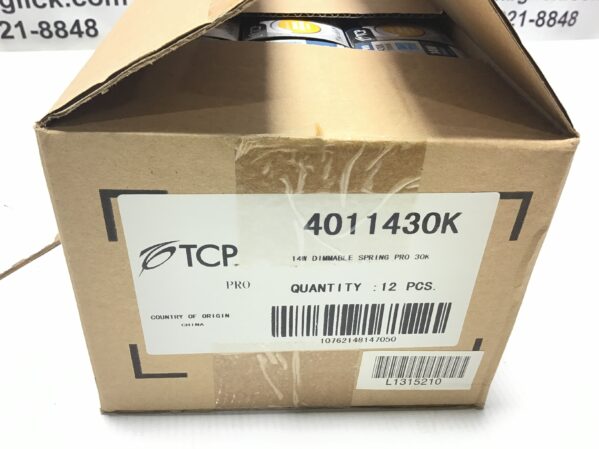 21-8848
21-8848
4011430K
TCP
14W DIMMABLE SPRING PRO 30K
PRO
QUANTITY :12 PCS.
COUNTRY OF ORIGIN
CHINA
10762148147050
L1315210